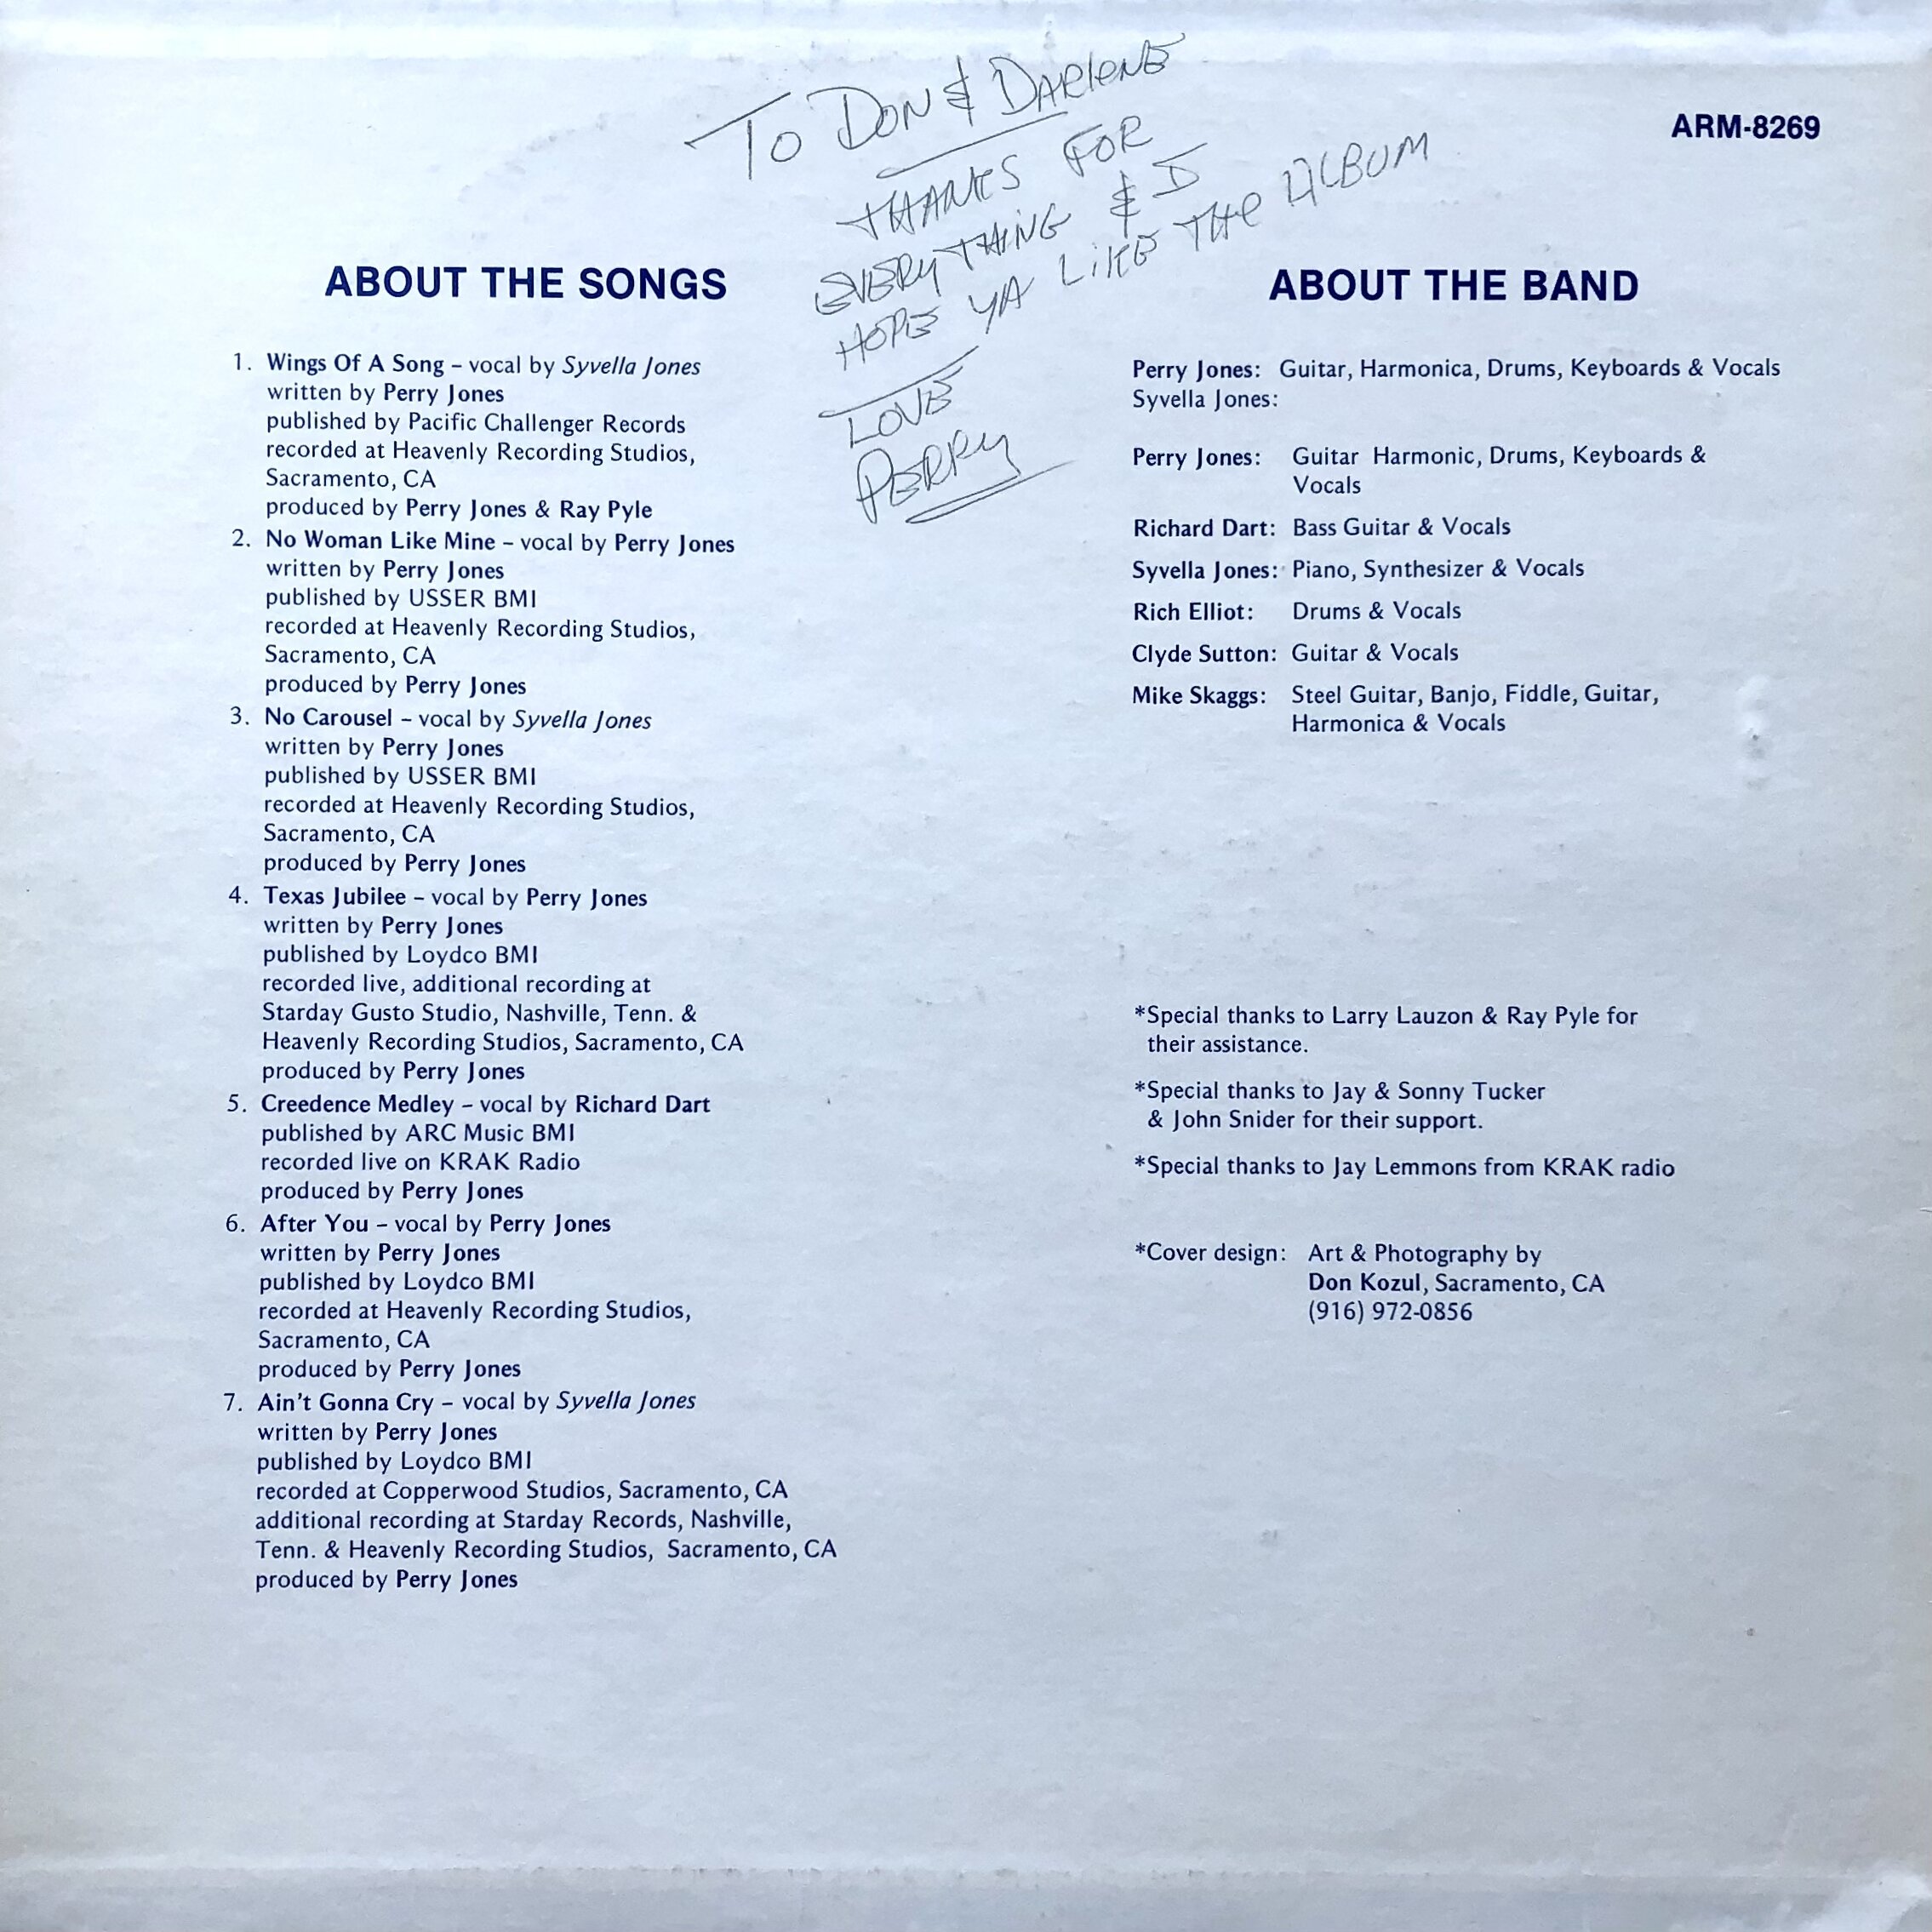 To Don & Darlene
Thanks for
everything & I
hope ya like the album
Love
Perry
ARM-8269
ABOUT THE SONGS
1. Wings Of A Song – vocal by Syvella Jones
written by Perry Jones
published by Pacific Challenger Records
recorded at Heavenly Recording Studios,
Sacramento, CA
produced by Perry Jones & Ray Pyle
2. No Woman Like Mine – vocal by Perry Jones
written by Perry Jones
published by USSER BMI
recorded at Heavenly Recording Studios,
Sacramento, CA
produced by Perry Jones
3. No Carousel – vocal by Syvella Jones
written by Perry Jones
published by USSER BMI
recorded at Heavenly Recording Studios,
Sacramento, CA
produced by Perry Jones
4. Texas Jubilee – vocal by Perry Jones
written by Perry Jones
published by Loydco BMI
recorded live, additional recording at
Starday Gusto Studio, Nashville, Tenn. &
Heavenly Recording Studios, Sacramento, CA
produced by Perry Jones
5. Creedence Medley – vocal by Richard Dart
published by ARC Music BMI
recorded live on KRAK Radio
produced by Perry Jones
6. After You – vocal by Perry Jones
written by Perry Jones
published by Loydco BMI
recorded at Heavenly Recording Studios,
Sacramento, CA
produced by Perry Jones
7. Ain't Gonna Cry – vocal by Syvella Jones
written by Perry Jones
published by Loydco BMI
recorded at Copperwood Studios, Sacramento, CA
additional recording at Starday Records, Nashville,
Tenn. & Heavenly Recording Studios, Sacramento, CA
produced by Perry Jones
ABOUT THE BAND
Perry Jones: Guitar, Harmonica, Drums, Keyboards & Vocals
Syvella Jones:
Perry Jones: Guitar Harmonic, Drums, Keyboards &
Vocals
Richard Dart: Bass Guitar & Vocals
Syvella Jones: Piano, Synthesizer & Vocals
Rich Elliot: Drums & Vocals
Clyde Sutton: Guitar & Vocals
Mike Skaggs: Steel Guitar, Banjo, Fiddle, Guitar,
Harmonica & Vocals
*Special thanks to Larry Lauzon & Ray Pyle for
their assistance.
*Special thanks to Jay & Sonny Tucker
& John Snider for their support.
*Special thanks to Jay Lemmons from KRAK radio
*Cover design: Art & Photography by
Don Kozul, Sacramento, CA
(916) 972-0856